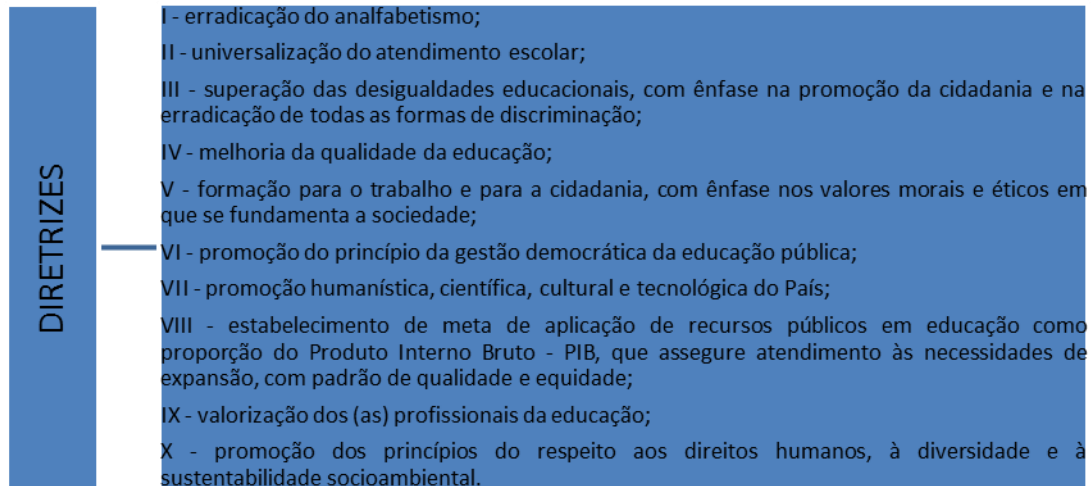 DIRETRIZES
I - erradicação do analfabetismo;
II - universalização do atendimento escolar;
III - superação das desigualdades educacionais, com ênfase na promoção da cidadania e na
erradicação de todas as formas de discriminação;
IV - melhoria da qualidade da educação;
V - formação para o trabalho e para a cidadania, com ênfase nos valores morais e éticos em
que se fundamenta a sociedade;
VI - promoção do princípio da gestão democrática da educação pública;
VII - promoção humanística, científica, cultural e tecnológica do País;
VIII - estabelecimento de meta de aplicação de recursos públicos em educação como
proporção do Produto Interno Bruto - PIB, que assegure atendimento às necessidades de
expansão, com padrão de qualidade e equidade;
IX - valorização dos (as) profissionais da educação;
X - promoção dos princípios do respeito aos direitos humanos, à diversidade e à
sustentabilidade socioambiental.